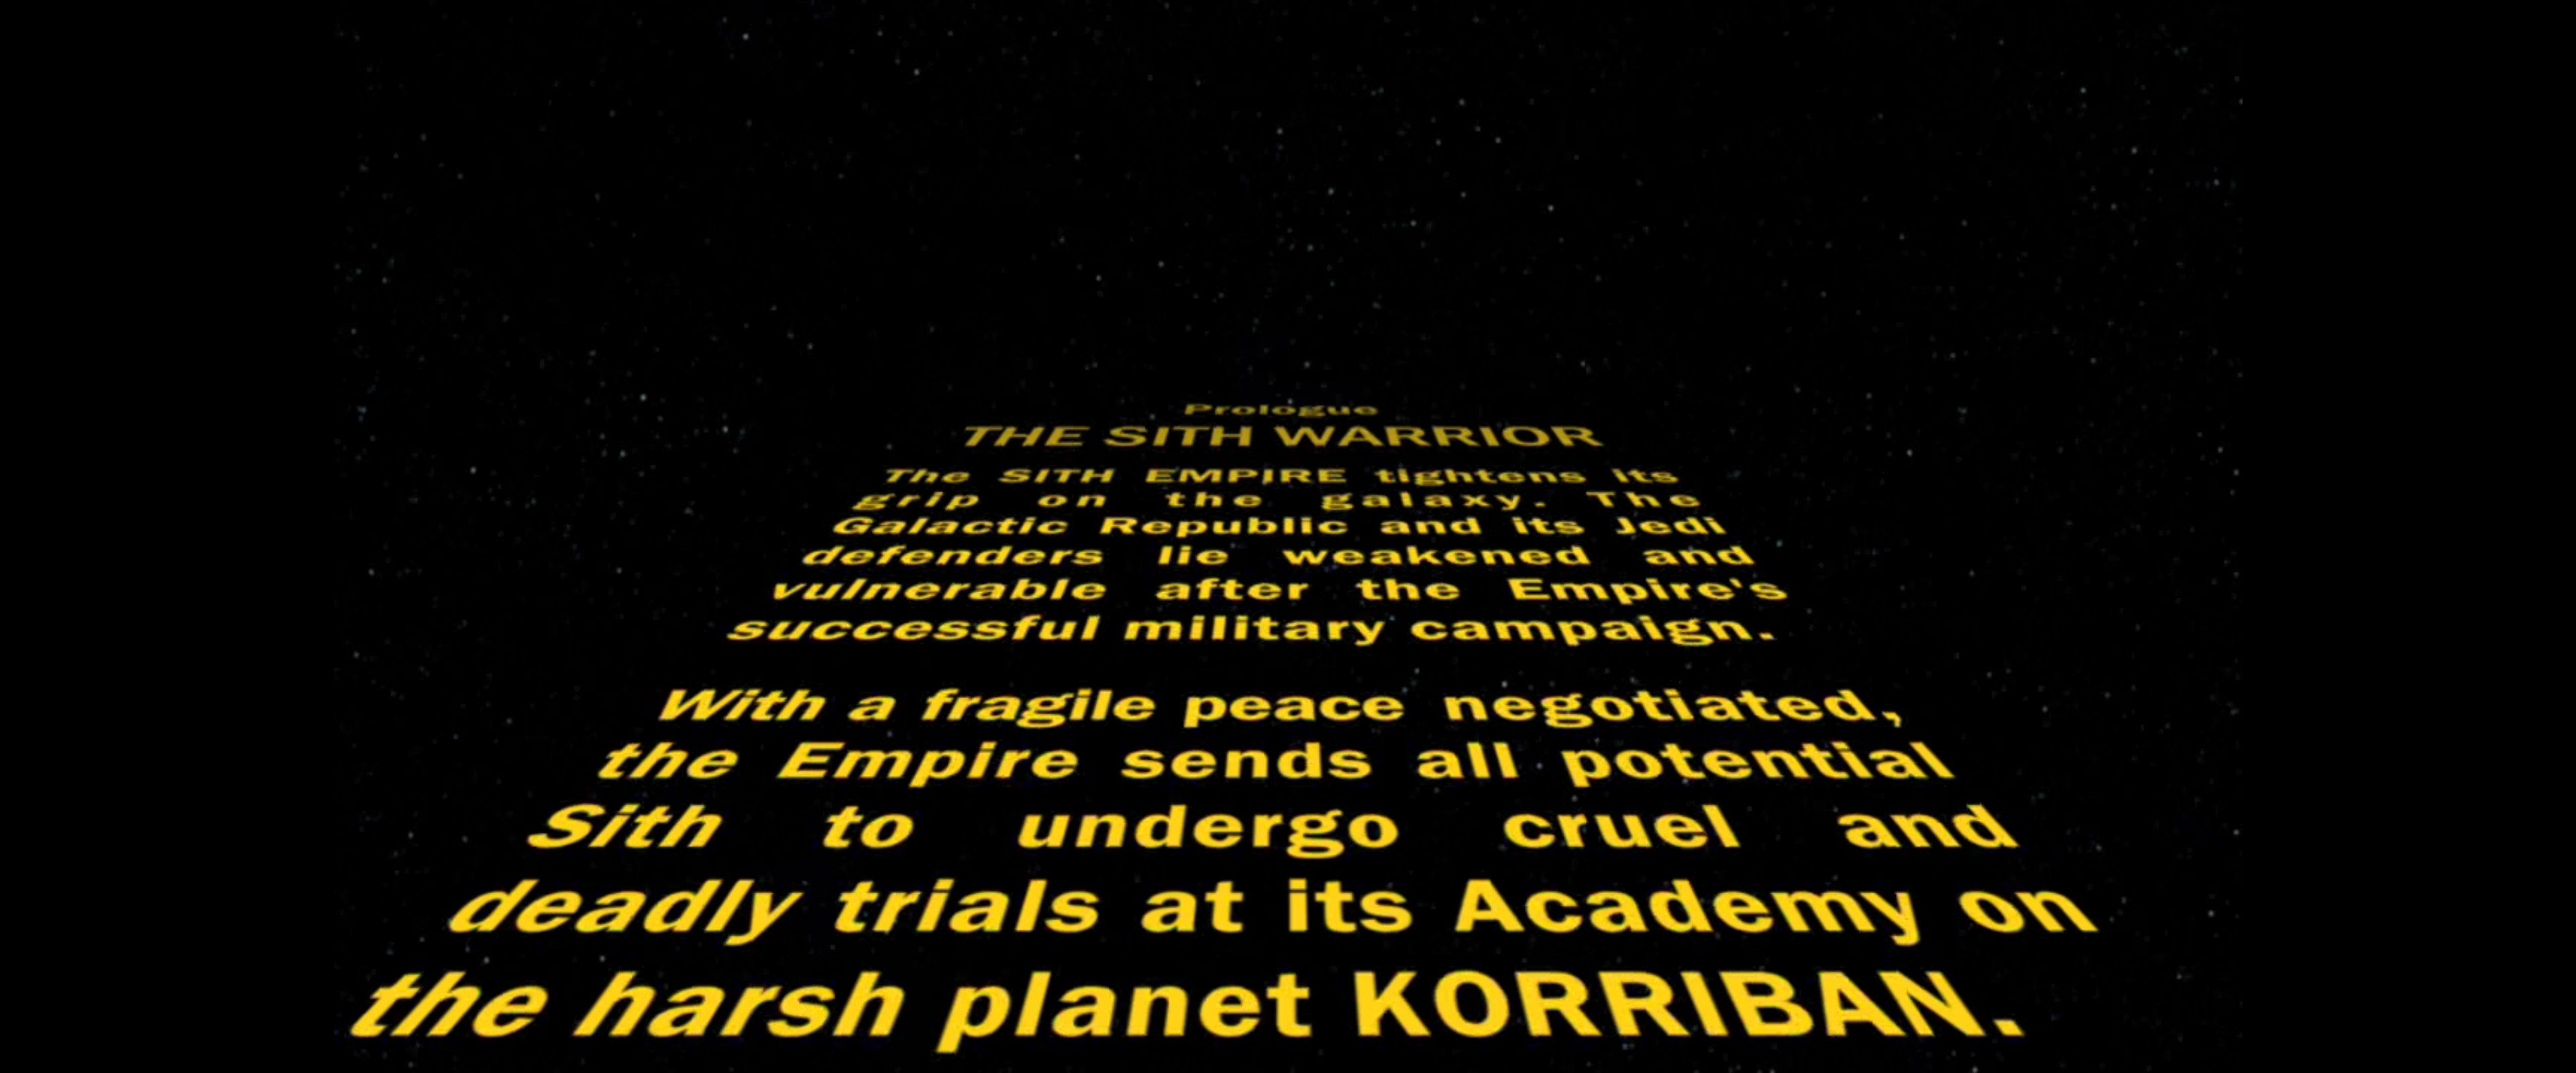 Prologue
THE SITH WARRIOR
The SITH EMPIRE tightens its
grip on the galaxy. The
Galactic Republic and its Jedi
defenders lie weakened and
vulnerable after the Empire's
successful military campaign.
With a fragile peace negotiated,
the Empire sends all potential
Sith to undergo cruel and
deadly trials at its Academy on
the harsh planet KORRIBAN.